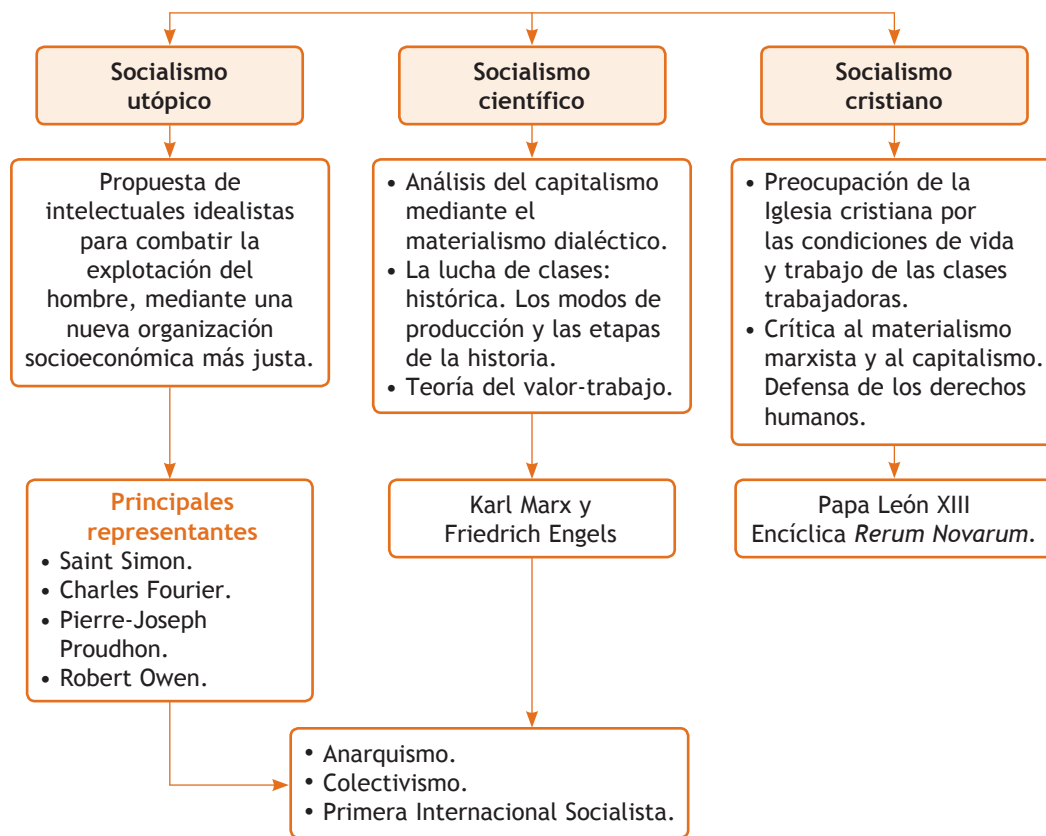 Socialismo
utópico
Socialismo
científico
Socialismo
cristiano
Propuesta de
intelectuales idealistas
para combatir la
explotación del
hombre, mediante una
nueva organización
socioeconómica más justa.
• Análisis del capitalismo
mediante el
materialismo dialéctico.
• La lucha de clases:
histórica. Los modos de
producción y las etapas
de la historia.
• Teoría del valor-trabajo.
• Preocupación de la
Iglesia cristiana por
las condiciones de vida
y trabajo de las clases
trabajadoras.
• Crítica al materialismo
marxista y al capitalismo.
Defensa de los derechos
humanos.
Principales
representantes
• Saint Simon.
• Charles Fourier.
• Pierre-Joseph
Proudhon.
• Robert Owen.
Karl Marx y
Friedrich Engels
Papa León XIII
Encíclica Rerum Novarum.
• Anarquismo.
• Colectivismo.
• Primera Internacional Socialista.